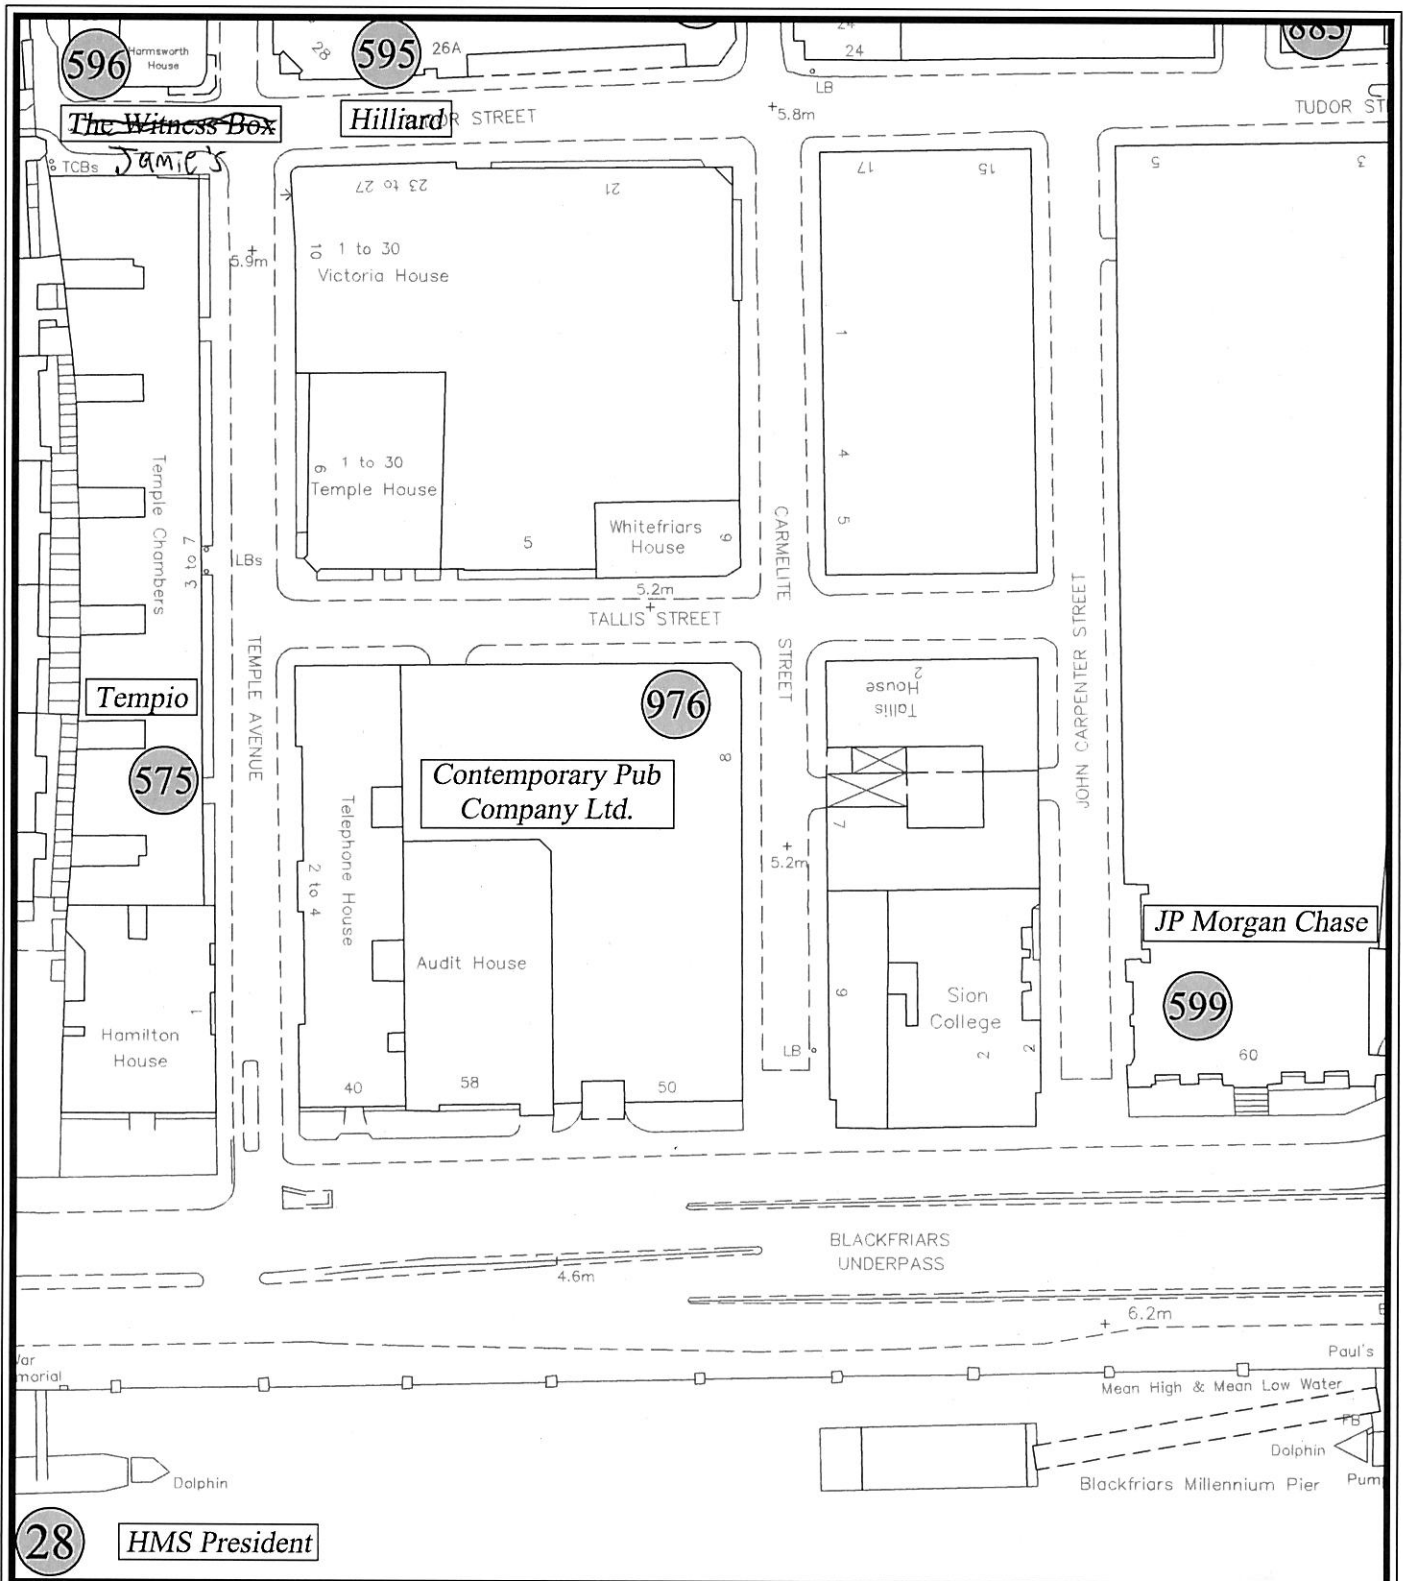 596
Harmsworth
House
28
595
26A
24
24
885
LB
The Witness Box
Jamie's
Hilliard
OR STREET
5.8m
TUDOR ST
TCBs
23 to 27
21
17
15
5
3
5.9m
10
1 to 30
Victoria House
1
4
5
6
1 to 30
Temple House
5
Whitefriars
House
9
Temple Chambers
3 to 7
LBs
CARMELITE
STREET
5.2m
TALLIS STREET
JOHN CARPENTER STREET
TEMPLE AVENUE
Tempio
575
976
8
Contemporary Pub
Company Ltd.
Tallis
House
2
7
5.2m
Telephone House
2 to 4
Audit House
JP Morgan Chase
599
60
9
Sion
College
2
2
LB
1
Hamilton
House
40
58
50
BLACKFRIARS
UNDERPASS
4.6m
6.2m
Paul's
Mean High & Mean Low Water
FB
Dolphin
Dolphin
Blackfriars Millennium Pier
Pum
28
HMS President